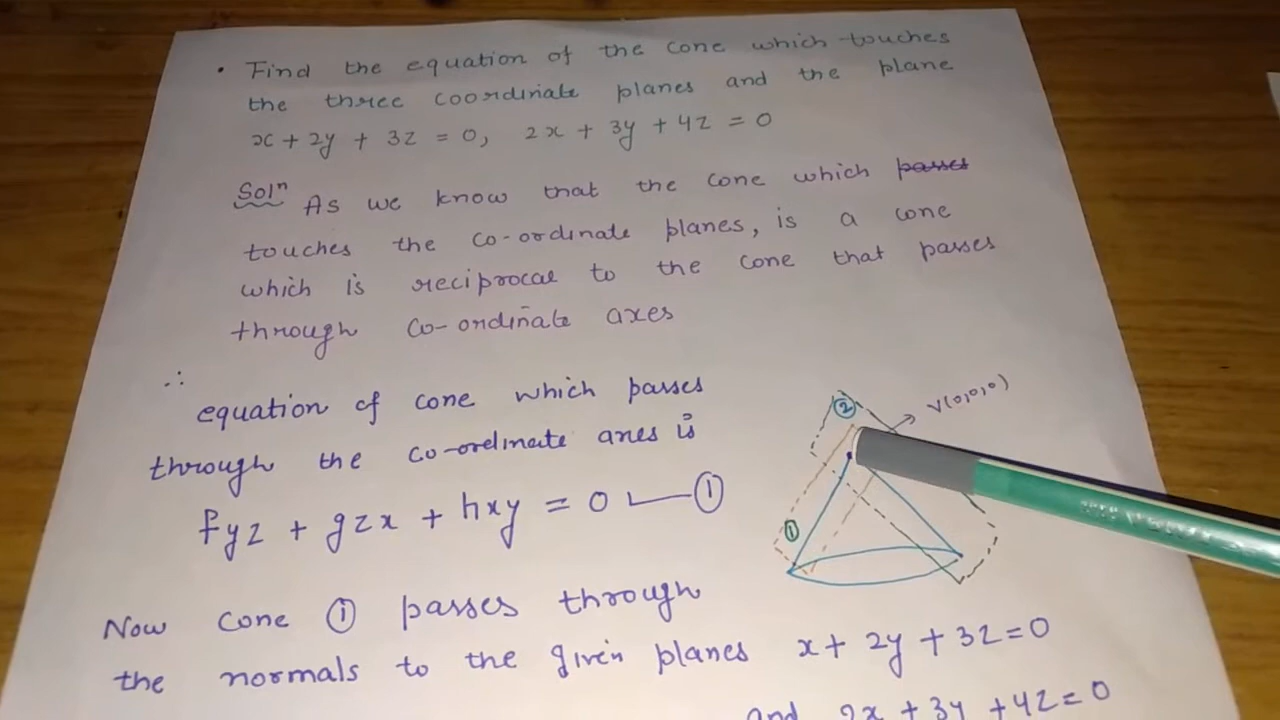 • Find the equation of the cone which touches
the three coordinate planes and the plane
x + 2y + 3z = 0, 2x + 3y + 4z = 0
Solⁿ As we know that the cone which passes
touches the co-ordinate planes, is a cone
which is reciprocal to the cone that passes
through co-ordinate axes
∴ equation of cone which passes
through the co-ordinate axes is
fyz + gzx + hxy = 0 ①
② V(0,0,0)
①
Now cone ① passes through
the normals to the given planes x + 2y + 3z = 0
and 2x + 3y + 4z = 0